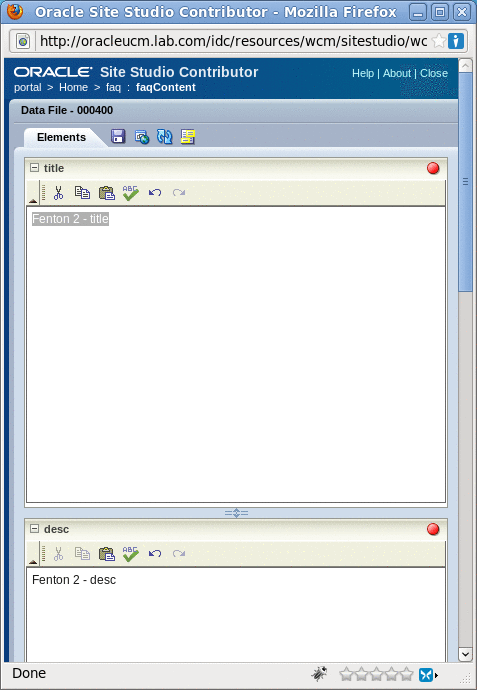 Oracle Site Studio Contributor - Mozilla Firefox
http://oracleucm.lab.com/idc/resources/wcm/sitestudio/wc
ORACLE Site Studio Contributor
Help | About | Close
portal > Home > faq : faqContent
Data File - 000400
Elements
title
ABC
Fenton 2 - title
desc
ABC
Fenton 2 - desc
Done